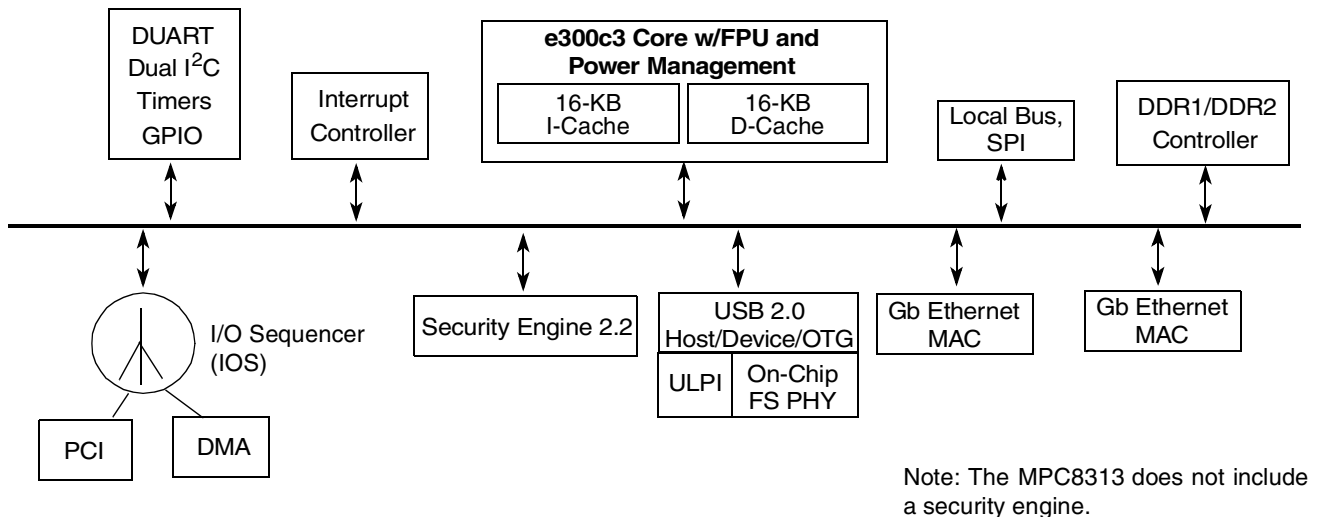 DUART
Dual I²C
Timers
GPIO
Interrupt
Controller
e300c3 Core w/FPU and
Power Management
16-KB
I-Cache
16-KB
D-Cache
Local Bus,
SPI
DDR1/DDR2
Controller
I/O Sequencer
(IOS)
PCI
DMA
Security Engine 2.2
USB 2.0
Host/Device/OTG
ULPI
On-Chip
FS PHY
Gb Ethernet
MAC
Gb Ethernet
MAC
Note: The MPC8313 does not include
a security engine.